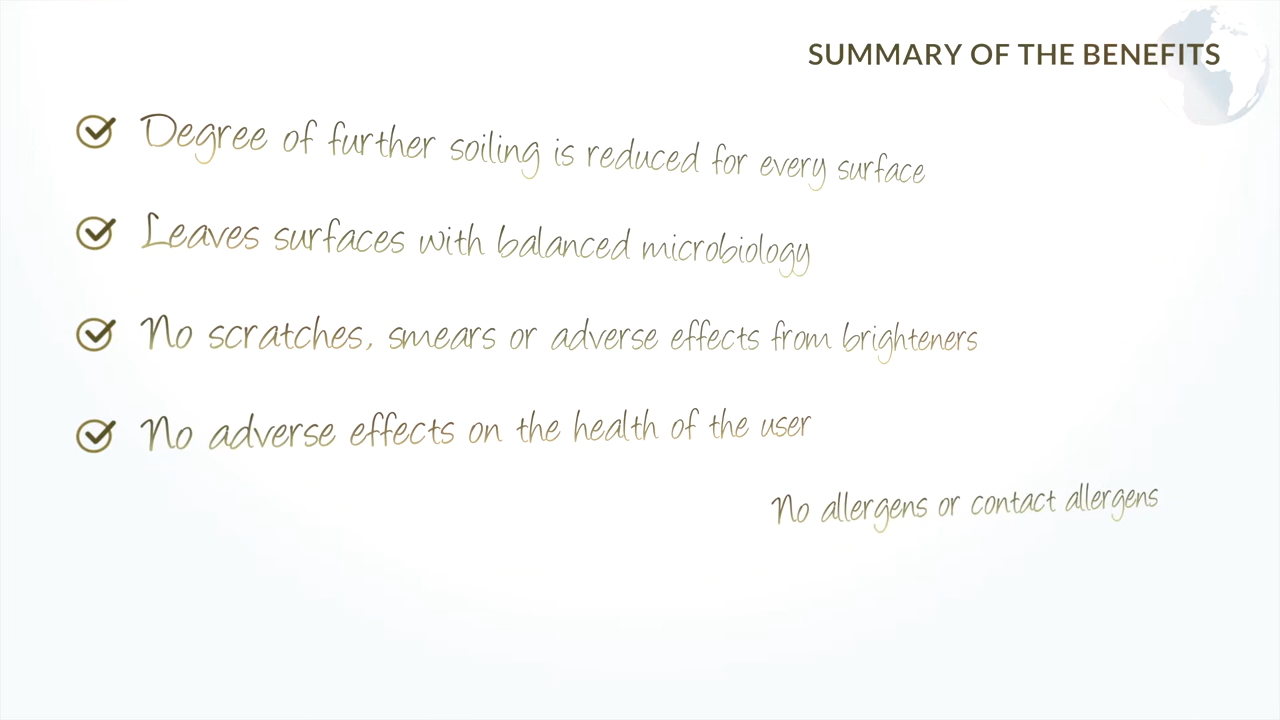 SUMMARY OF THE BENEFITS
Degree of further soiling is reduced for every surface
Leaves surfaces with balanced microbiology
No scratches, smears or adverse effects from brighteners
No adverse effects on the health of the user
No allergens or contact allergens